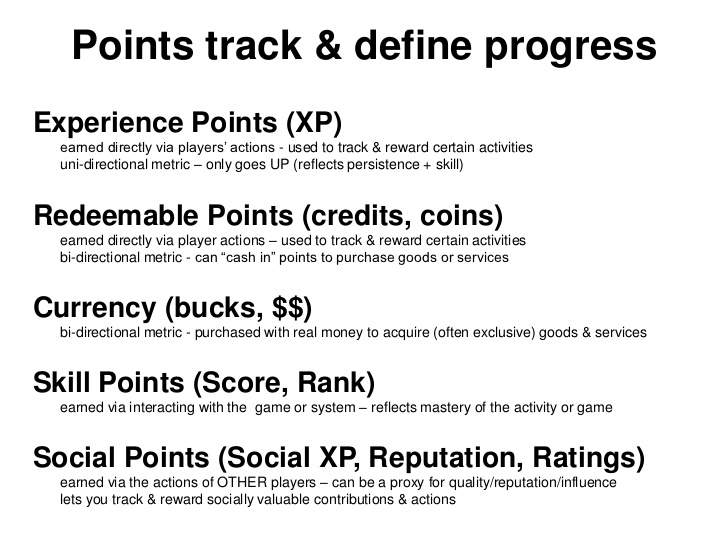 Points track & define progress
Experience Points (XP)
earned directly via players’ actions - used to track & reward certain activities
uni-directional metric – only goes UP (reflects persistence + skill)
Redeemable Points (credits, coins)
earned directly via player actions – used to track & reward certain activities
bi-directional metric - can “cash in” points to purchase goods or services
Currency (bucks, $$)
bi-directional metric - purchased with real money to acquire (often exclusive) goods & services
Skill Points (Score, Rank)
earned via interacting with the  game or system – reflects mastery of the activity or game
Social Points (Social XP, Reputation, Ratings)
earned via the actions of OTHER players – can be a proxy for quality/reputation/influence
lets you track & reward socially valuable contributions & actions